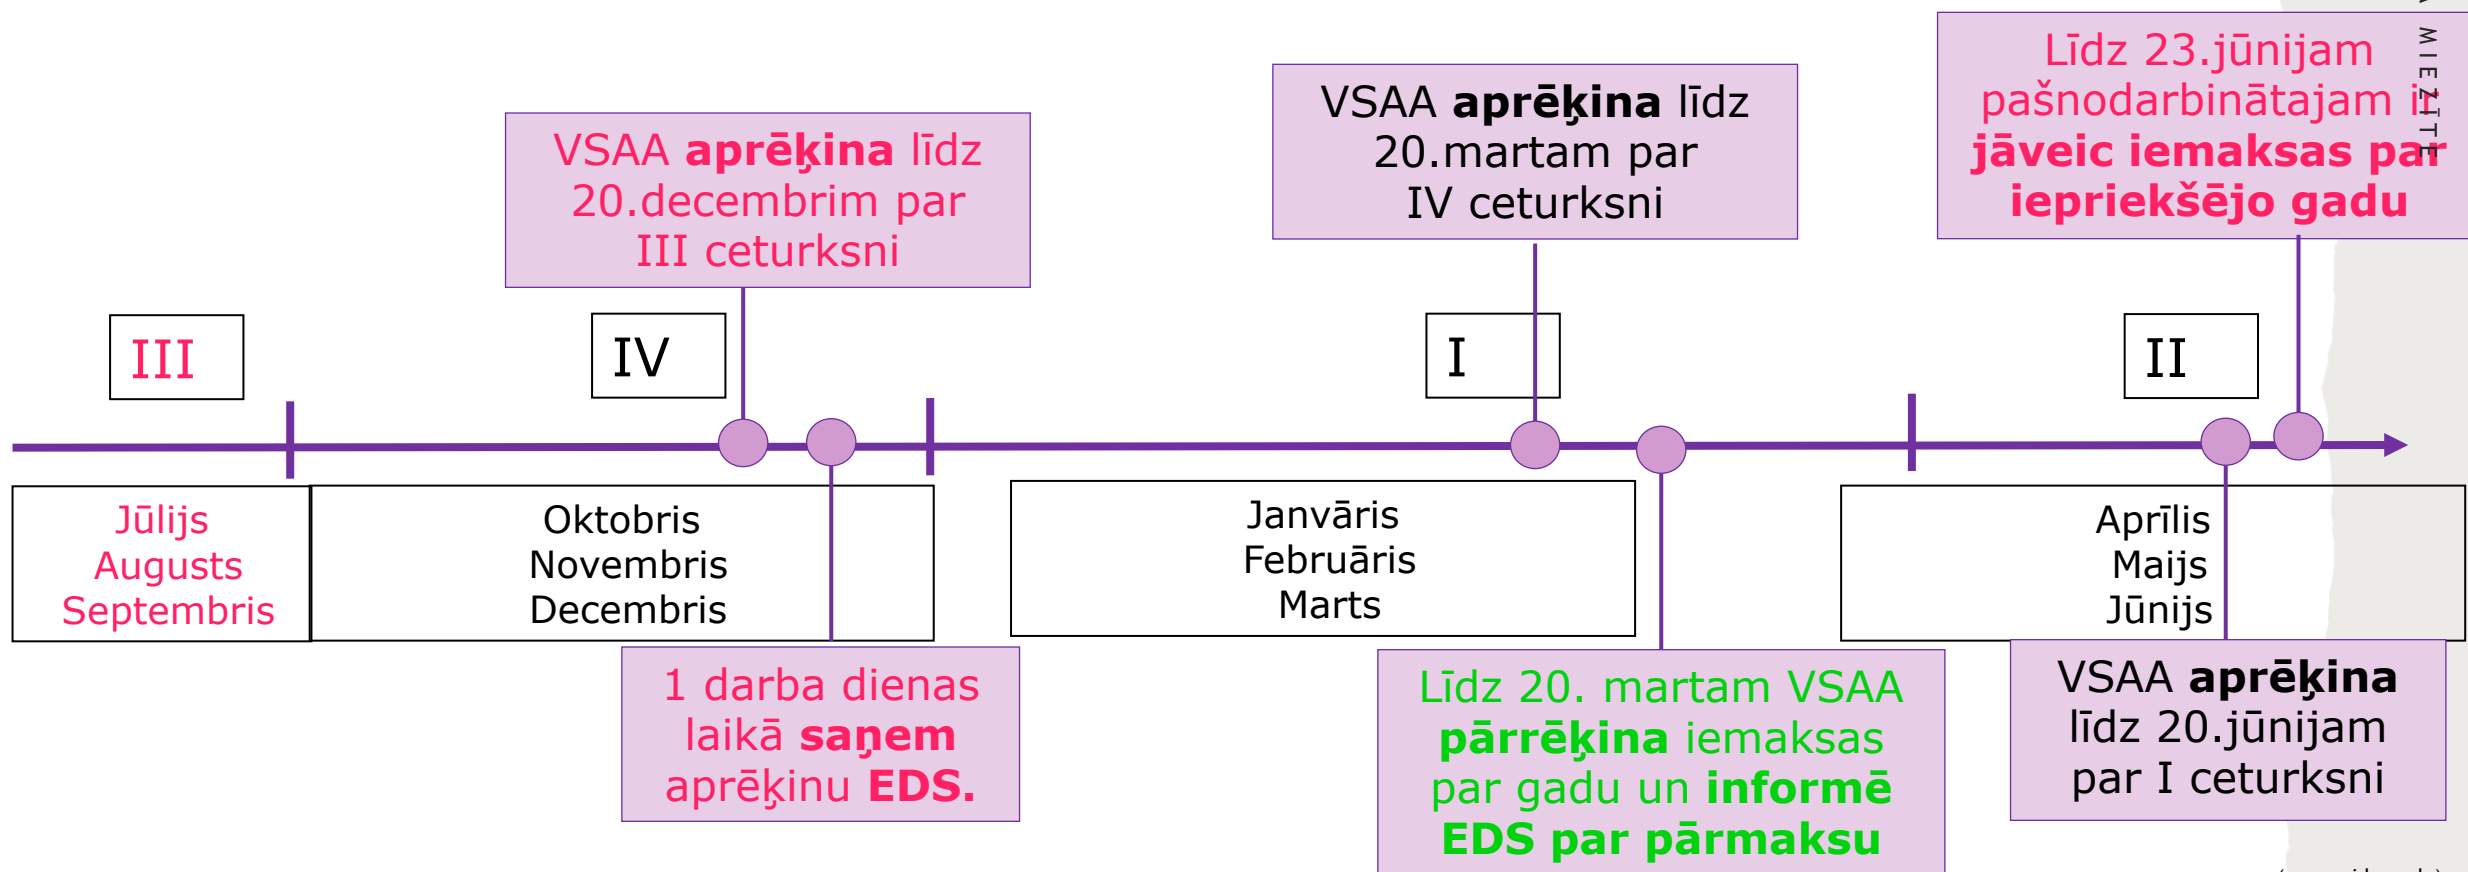 Līdz 23.jūnijam
pašnodarbinātajam ir
jāveic iemaksas par
iepriekšējo gadu
MIEZĪTE
VSAA aprēķina līdz
20.martam par
IV ceturksni
VSAA aprēķina līdz
20.decembrim par
III ceturksni
III
IV
I
II
Jūlijs
Augusts
Septembris
Oktobris
Novembris
Decembris
Janvāris
Februāris
Marts
Aprīlis
Maijs
Jūnijs
1 darba dienas
laikā saņem
aprēķinu EDS.
Līdz 20. martam VSAA
pārrēķina iemaksas
par gadu un informē
EDS par pārmaksu
VSAA aprēķina
līdz 20.jūnijam
par I ceturksni